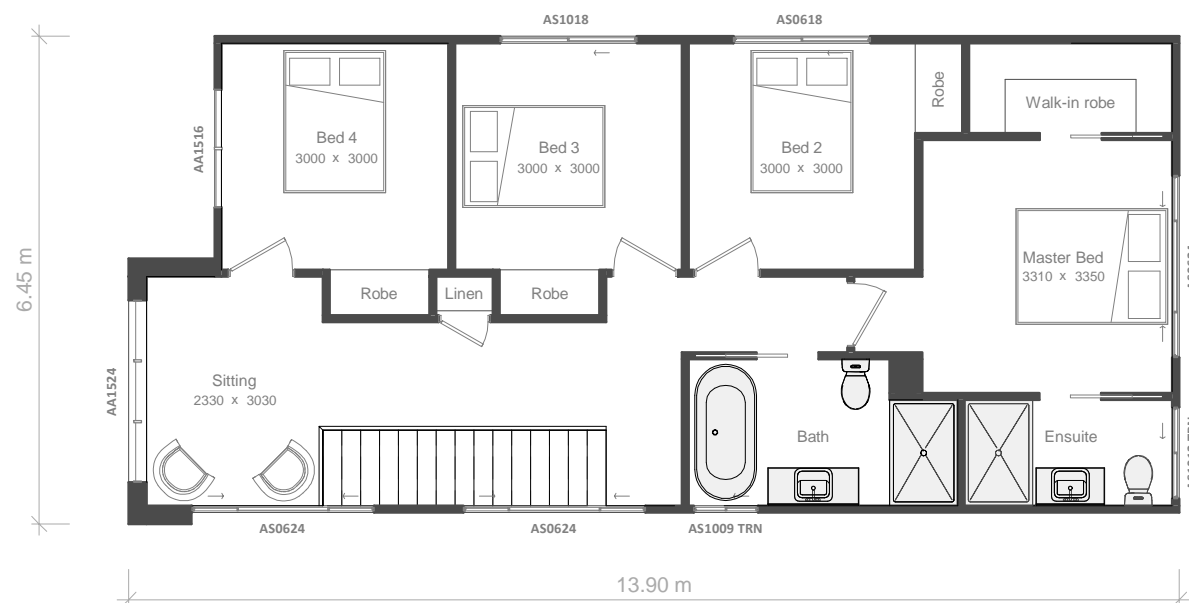 AS1018
AS0618
Bed 4
3000 x 3000
Bed 3
3000 x 3000
Bed 2
3000 x 3000
Robe
Walk-in robe
AA1516
6.45 m
Master Bed
3310 x 3350
Robe
Linen
Robe
Sitting
2330 x 3030
AA1524
Bath
Ensuite
AS0624
AS0624
AS1009 TRN
13.90 m